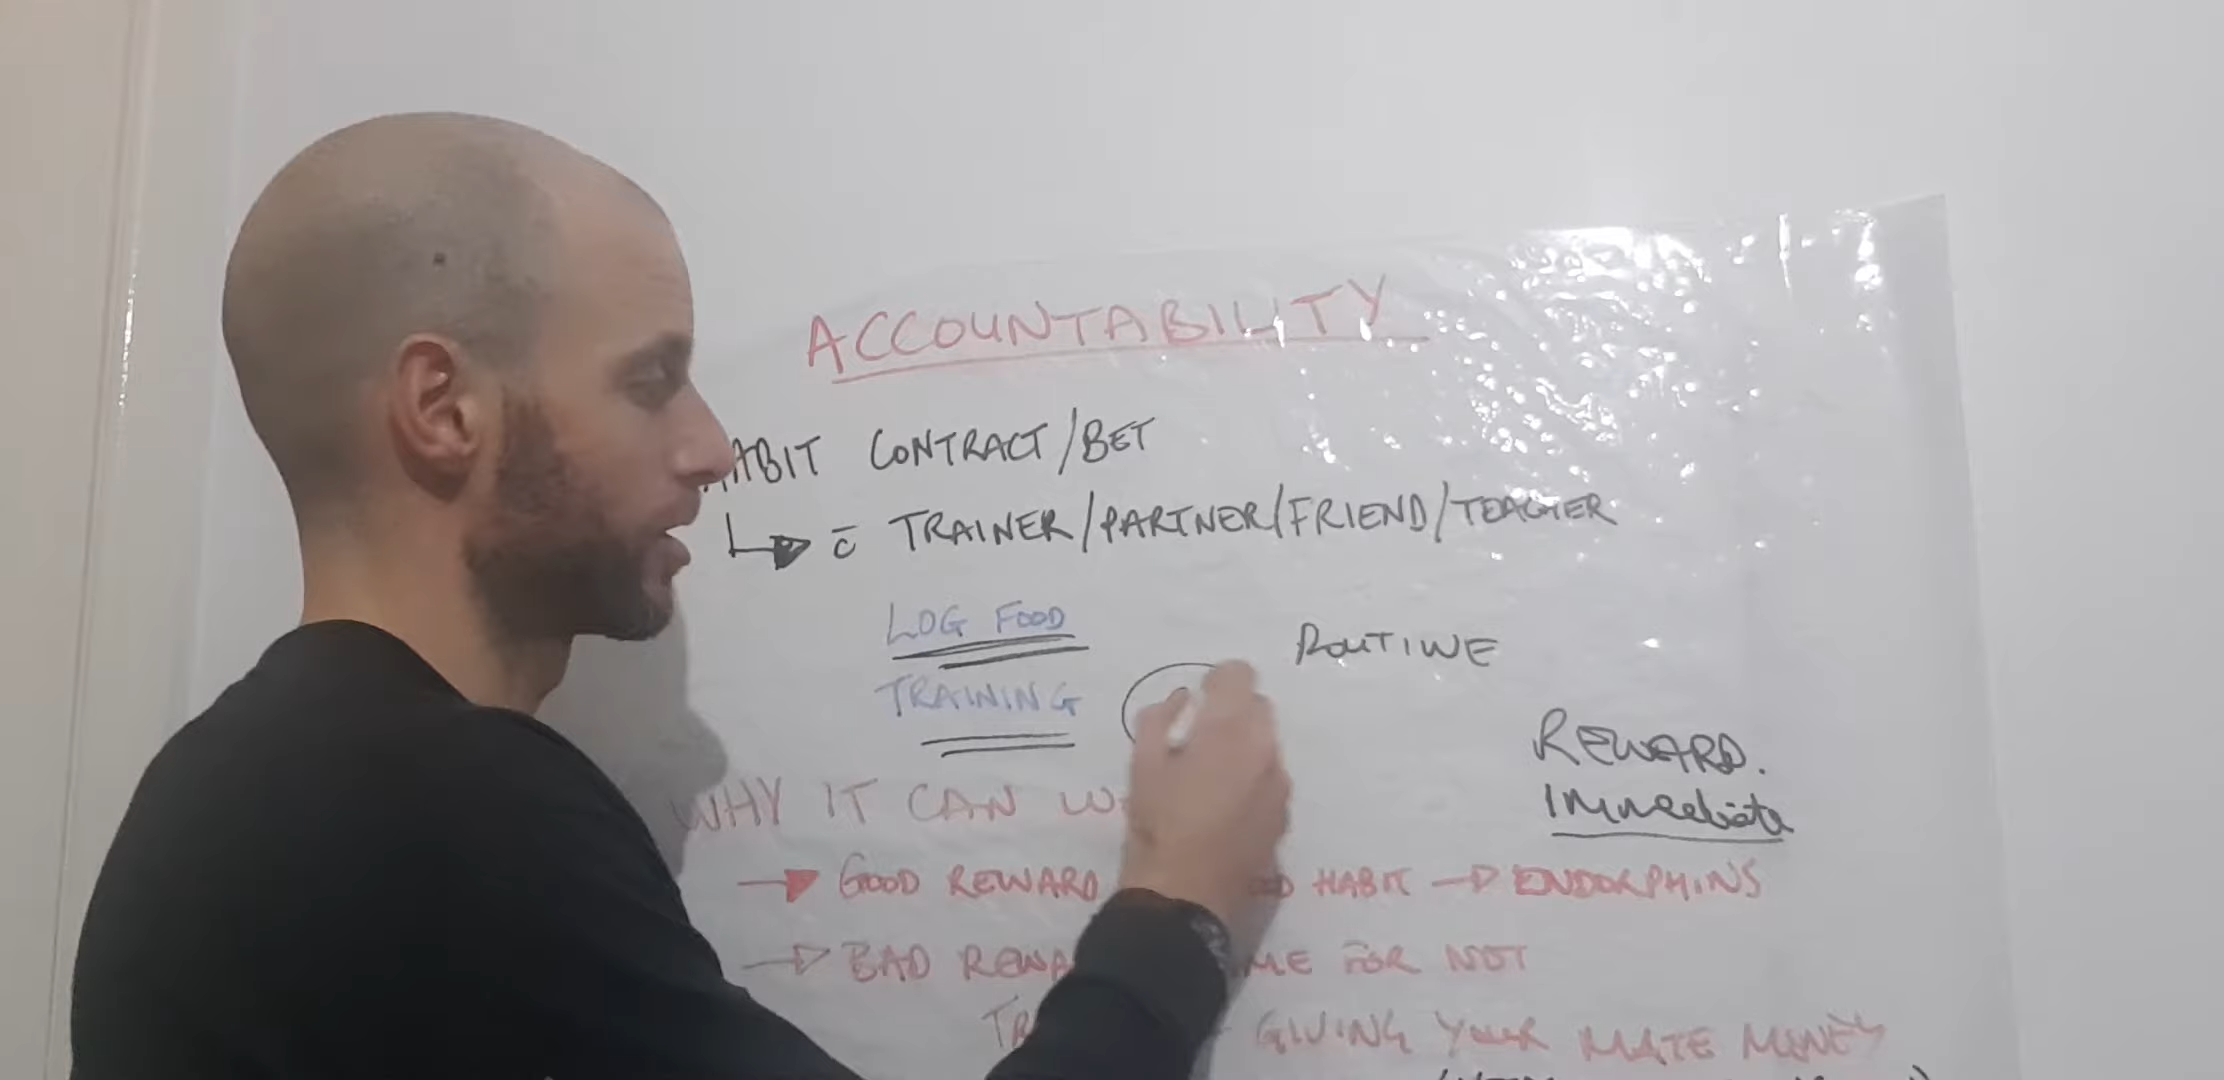 ACCOUNTABILITY
ABIT CONTRACT/BET
c̄ TRAINER/PARTNER/FRIEND/TEACHER
LOG FOOD
ROUTINE
TRAINING
REWARD.
Immediate
WHY IT CAN
GOOD REWARD HABIT → ENDORPHINS
BAD FOR NOT
GIVING YOUR MATE MONEY